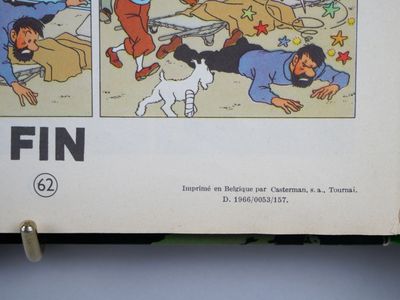 FIN
62
Imprimé en Belgique par Casterman, s. a., Tournai.
D. 1966/0053/157.